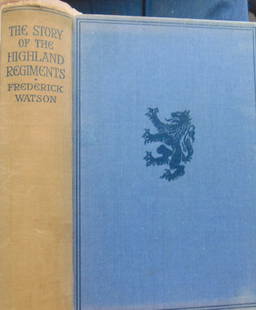 THE STORY
OF THE
HIGHLAND
REGIMENTS
FREDERICK
WATSON